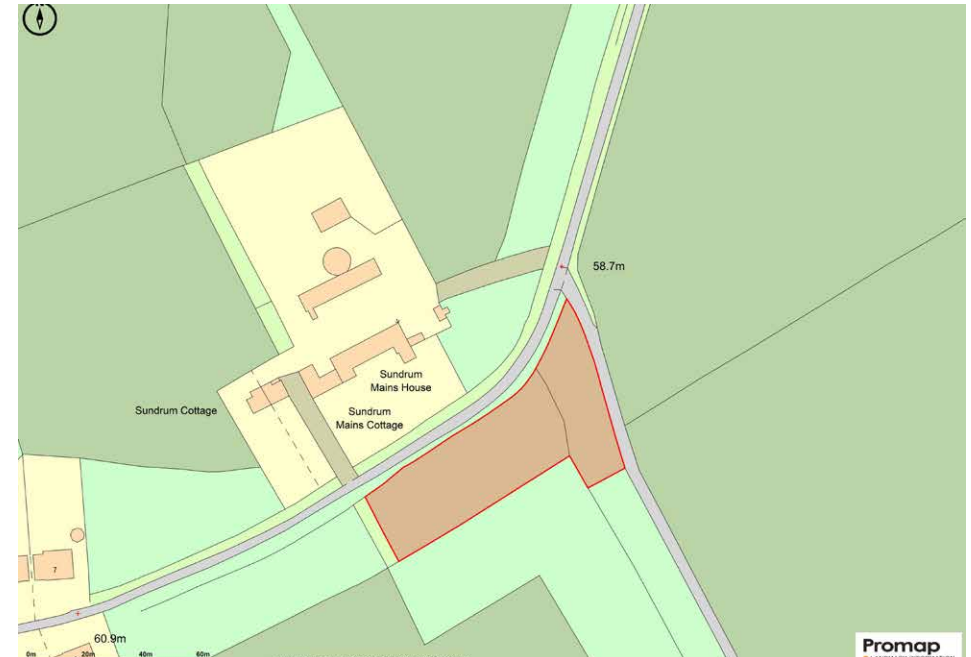 58.7m
Sundrum
Mains House
Sundrum Cottage
Sundrum
Mains Cottage
7
60.9m
0m 20m 40m 60m
Promap